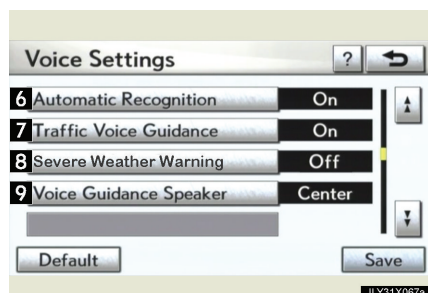 Voice Settings ?
6 Automatic Recognition On
7 Traffic Voice Guidance On
8 Severe Weather Warning Off
9 Voice Guidance Speaker Center
Default Save
JLY31X067a